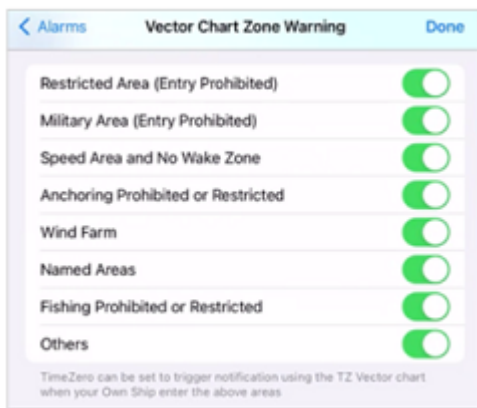 Alarms Vector Chart Zone Warning Done
Restricted Area (Entry Prohibited)
Military Area (Entry Prohibited)
Speed Area and No Wake Zone
Anchoring Prohibited or Restricted
Wind Farm
Named Areas
Fishing Prohibited or Restricted
Others
TimeZero can be set to trigger notification using the TZ Vector chart
when your Own Ship enter the above areas